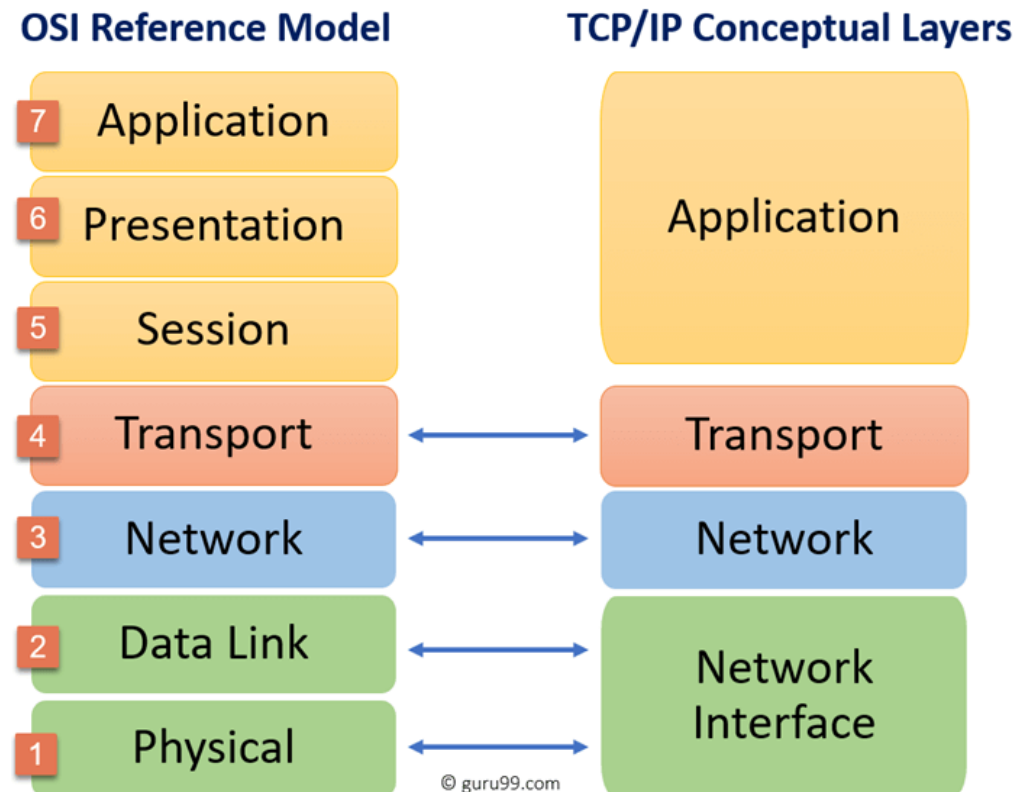 OSI Reference Model
TCP/IP Conceptual Layers
7
Application
6
Presentation
5
Session
Application
4
Transport
Transport
3
Network
Network
2
Data Link
1
Physical
Network
Interface
© guru99.com